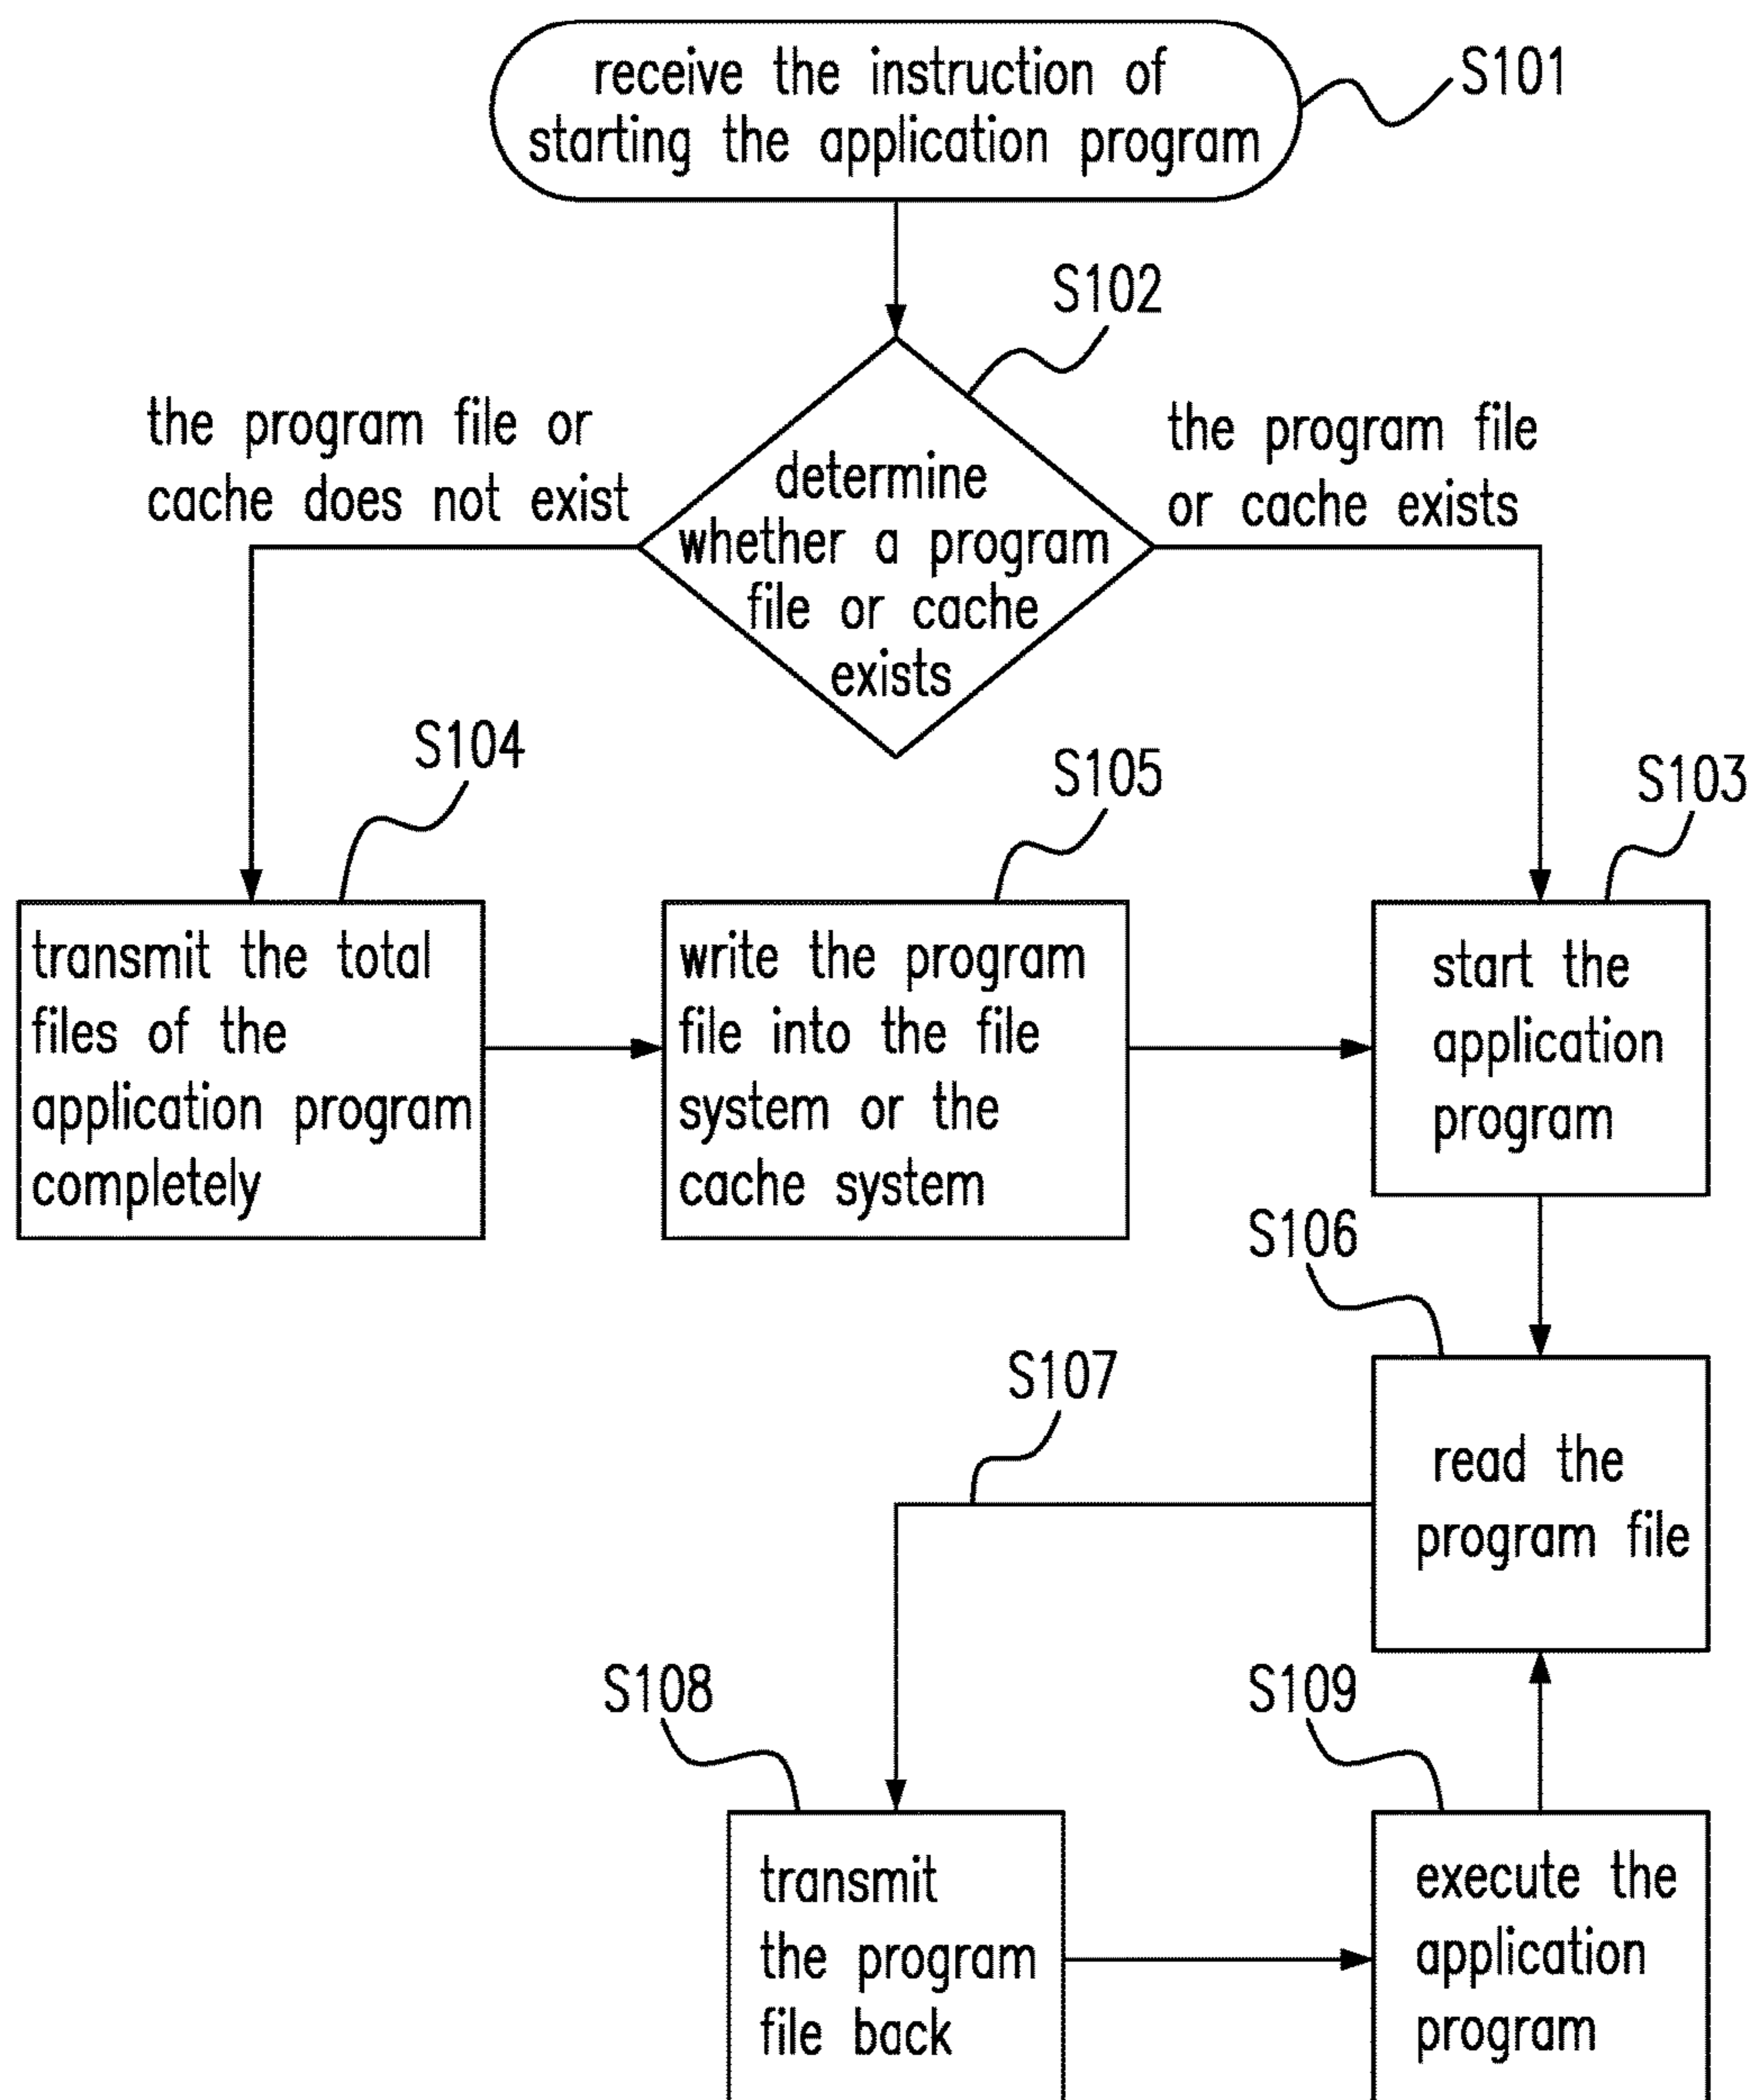 receive the instruction of
starting the application program
S101
S102
the program file or
cache does not exist
determine
whether a program
file or cache
exists
the program file
or cache exists
S104
S105
S103
transmit the total
files of the
application program
completely
write the program
file into the file
system or the
cache system
start the
application
program
S106
S107
read the
program file
S108
S109
transmit
the program
file back
execute the
application
program